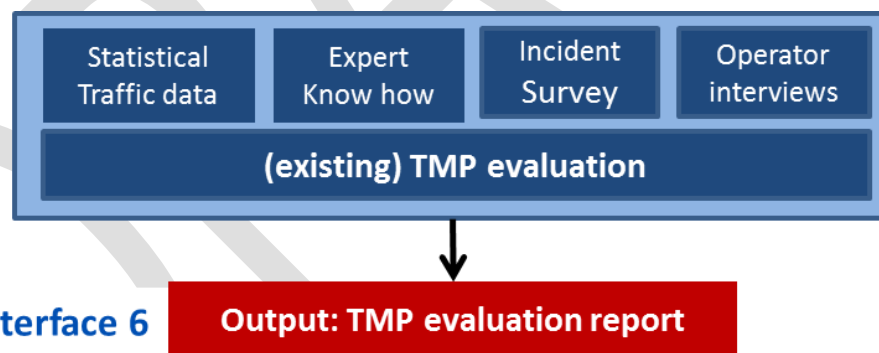 Statistical
Traffic data
Expert
Know how
Incident
Survey
Operator
interviews
(existing) TMP evaluation
terface 6
Output: TMP evaluation report